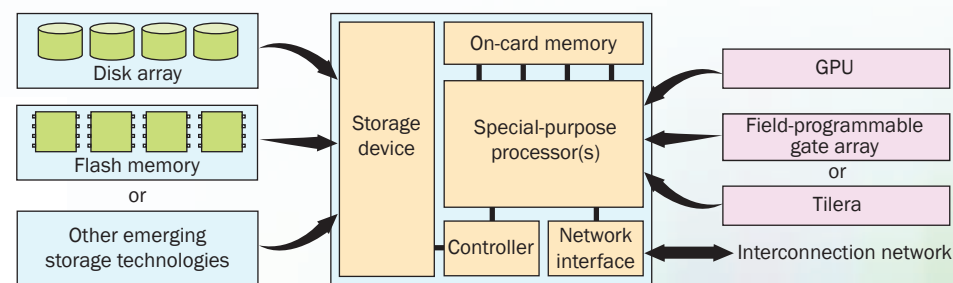 Disk array
Flash memory
or
Other emerging
storage technologies
Storage
device
On-card memory
Special-purpose
processor(s)
Controller
Network
interface
GPU
Field-programmable
gate array
or
Tilera
Interconnection network